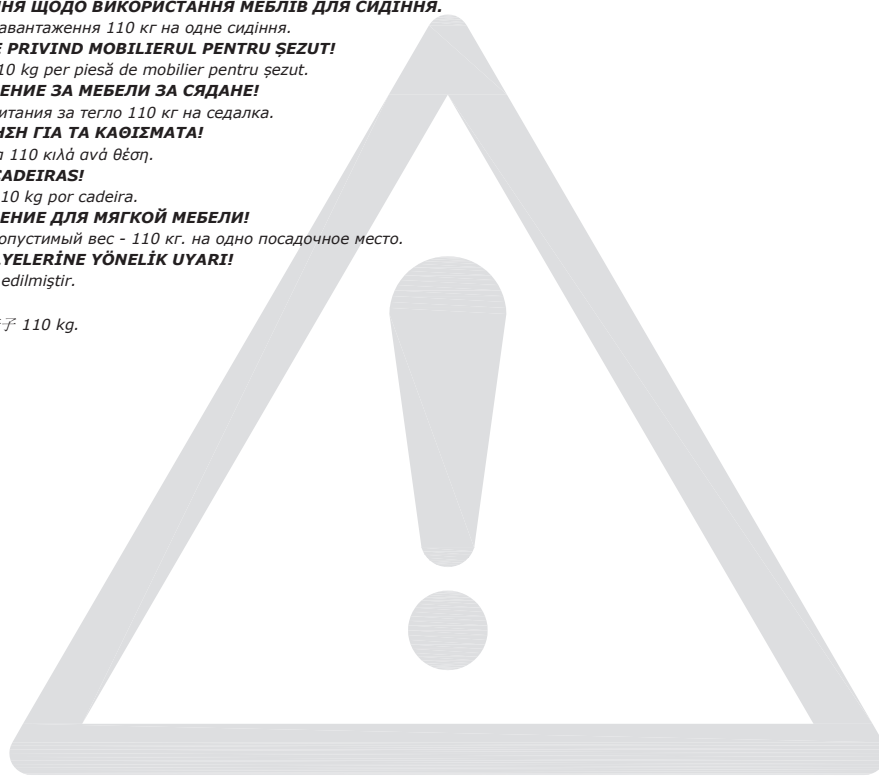 НЯ ЩОДО ВИКОРИСТАННЯ МЕБЛІВ ДЛЯ СИДІННЯ.
авантаження 110 кг на одне сидіння.
PRIVIND MOBILIERUL PENTRU ȘEZUT!
10 kg per piesă de mobilier pentru șezut.
ЕНИЕ ЗА МЕБЕЛИ ЗА СЯДАНЕ!
итания за тегло 110 кг на седалка.
ΗΣΗ ΓΙΑ ΤΑ ΚΑΘΙΣΜΑΤΑ!
110 κιλά ανά θέση.
CADEIRAS!
10 kg por cadeira.
ЕНИЕ ДЛЯ МЯГКОЙ МЕБЕЛИ!
опустимый вес - 110 кг. на одно посадочное место.
YELERİNE YÖNELİK UYARI!
edilmiştir.
子 110 kg.